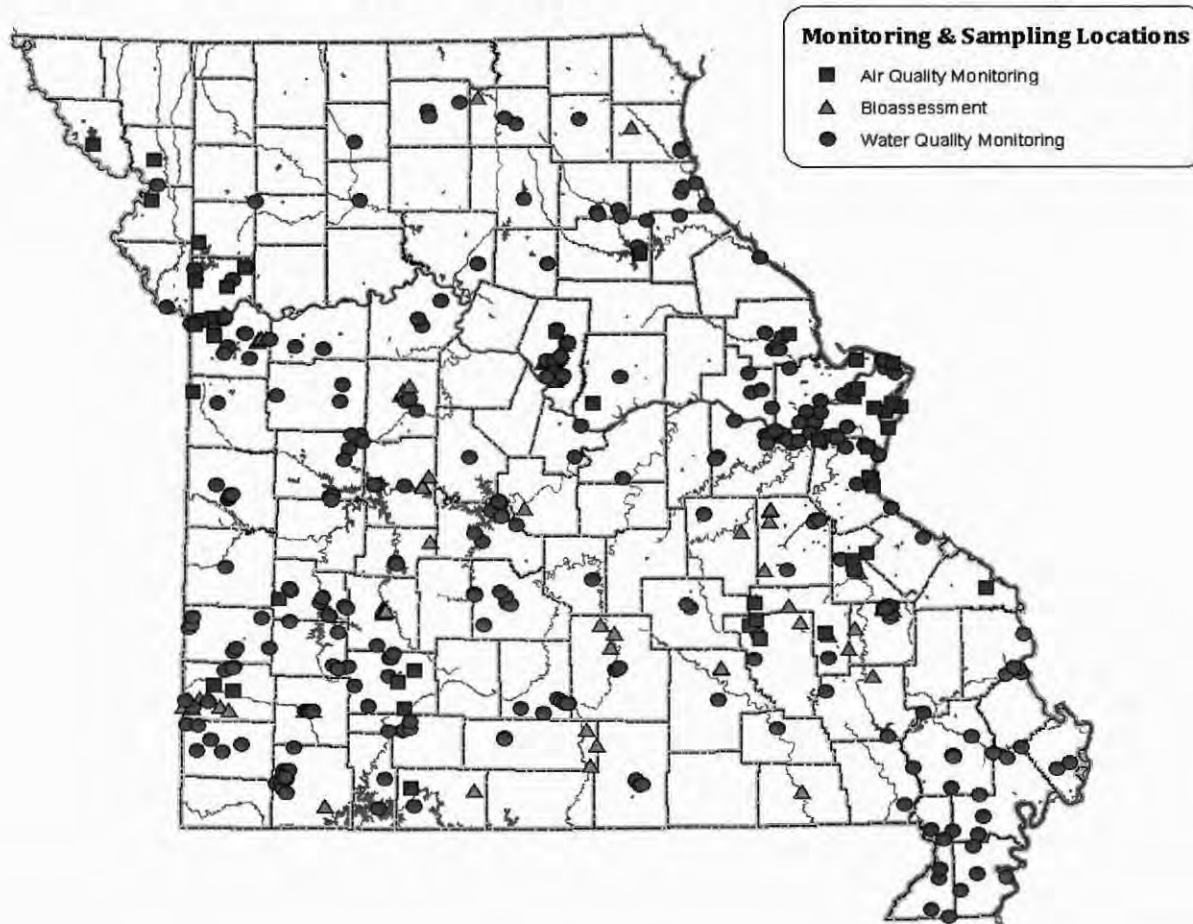 Monitoring & Sampling Locations
Air Quality Monitoring
Bioassessment
Water Quality Monitoring